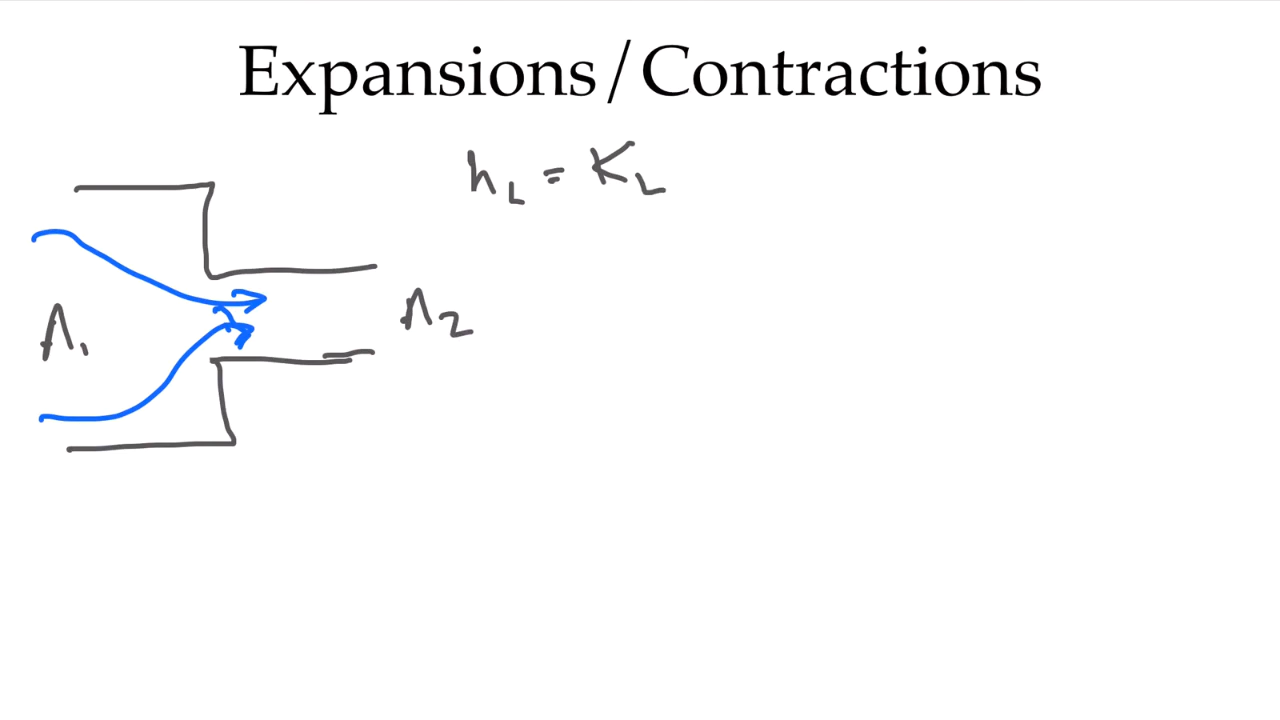 Expansions/Contractions
h_L = K_L
A_1
A_2